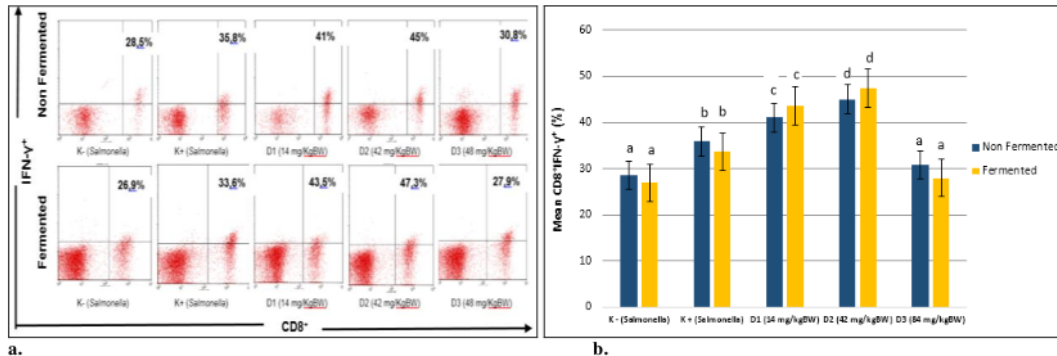 28,5%
35,8%
41%
45%
30,8%
Non Fermented
K- (Salmonella)
K+ (Salmonella)
D1 (14 mg/KgBW)
D2 (42 mg/KgBW)
D3 (48 mg/KgBW)
IFN-γ⁺
26,9%
33,6%
43,5%
47,3%
27,9%
Fermented
K- (Salmonella)
K+ (Salmonella)
D1 (14 mg/KgBW)
D2 (42 mg/KgBW)
D3 (48 mg/KgBW)
CD8⁺
a.
Mean CD8⁺IFN-γ⁺ (%)
60
50
40
30
20
10
0
a a
b b
c c
d d
a a
K - (Salmonella)
K + (Salmonella)
D1 (14 mg/kgBW)
D2 (42 mg/kgBW)
D3 (84 mg/kgBW)
Non Fermented
Fermented
b.